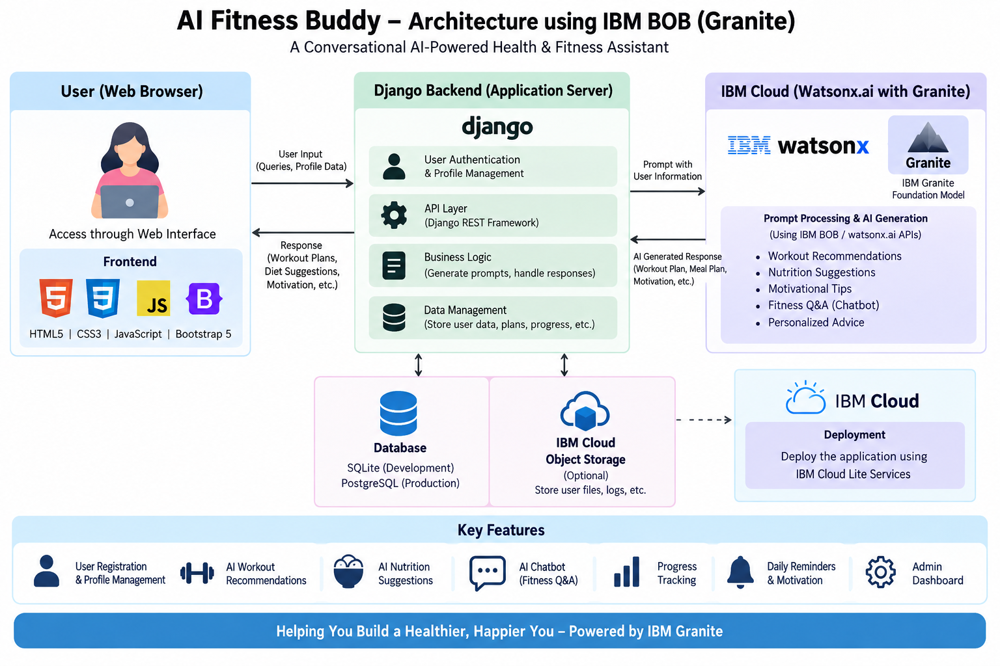 AI Fitness Buddy – Architecture using IBM BOB (Granite)
A Conversational AI-Powered Health & Fitness Assistant
User (Web Browser)
Access through Web Interface
Frontend
5
3
JS
B
HTML5 | CSS3 | JavaScript | Bootstrap 5
User Input
(Queries, Profile Data)
Response
(Workout Plans,
Diet Suggestions,
Motivation, etc.)
Django Backend (Application Server)
django
User Authentication
& Profile Management
API Layer
(Django REST Framework)
Business Logic
(Generate prompts, handle responses)
Data Management
(Store user data, plans, progress, etc.)
Prompt with
User Information
AI Generated Response
(Workout Plan, Meal Plan,
Motivation, etc.)
IBM Cloud (Watsonx.ai with Granite)
IBM watsonx
Granite
IBM Granite
Foundation Model
Prompt Processing & AI Generation
(Using IBM BOB / watsonx.ai APIs)
• Workout Recommendations
• Nutrition Suggestions
• Motivational Tips
• Fitness Q&A (Chatbot)
• Personalized Advice
Database
SQLite (Development)
PostgreSQL (Production)
IBM Cloud
Object Storage
(Optional)
Store user files, logs, etc.
IBM Cloud
Deployment
Deploy the application using
IBM Cloud Lite Services
Key Features
User Registration
& Profile Management
AI Workout
Recommendations
AI Nutrition
Suggestions
AI Chatbot
(Fitness Q&A)
Progress
Tracking
Daily Reminders
& Motivation
Admin
Dashboard
Helping You Build a Healthier, Happier You – Powered by IBM Granite